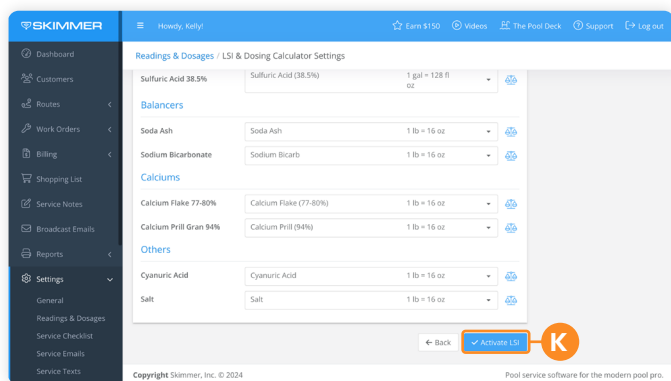 SKIMMER
Howdy, Kelly!
Earn $150
Videos
The Pool Deck
Support
Log out
Dashboard
Customers
Routes
Work Orders
Billing
Shopping List
Service Notes
Broadcast Emails
Reports
Settings
General
Readings & Dosages
Service Checklist
Service Emails
Service Texts
Readings & Dosages / LSI & Dosing Calculator Settings
Sulfuric Acid 38.5% Sulfuric Acid (38.5%) 1 gal = 128 fl
oz
Balancers
Soda Ash Soda Ash 1 lb = 16 oz
Sodium Bicarbonate Sodium Bicarb 1 lb = 16 oz
Calciums
Calcium Flake 77-80% Calcium Flake (77-80%) 1 lb = 16 oz
Calcium Prill Gran 94% Calcium Prill (94%) 1 lb = 16 oz
Others
Cyanuric Acid Cyanuric Acid 1 lb = 16 oz
Salt Salt 1 lb = 16 oz
Back
Activate LSI
K
Copyright Skimmer, Inc. © 2024
Pool service software for the modern pool pro.